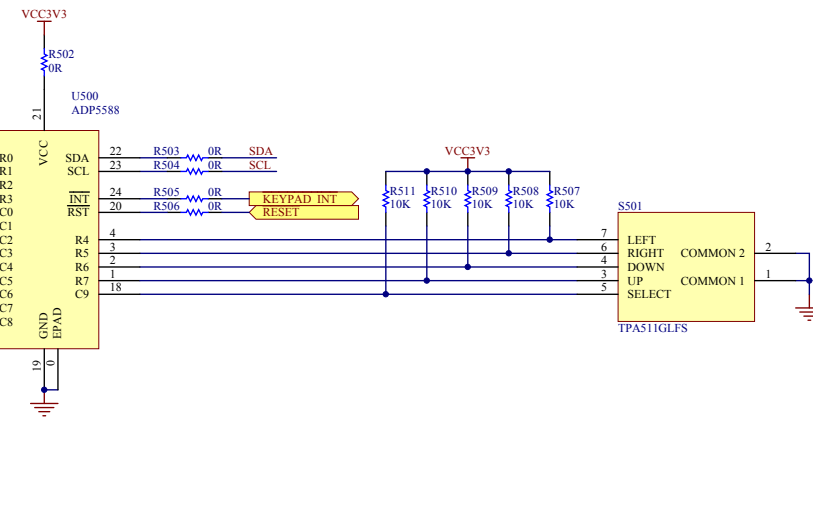 VCC3V3
R502
0R
U500
ADP5588
21
VCC
R0
R1
R2
R3
C0
C1
C2
C3
C4
C5
C6
C7
C8
SDA 22 R503 0R SDA
SCL 23 R504 0R SCL
INT 24 R505 0R KEYPAD_INT
RST 20 R506 0R RESET
R4 4
R5 3
R6 2
R7 1
C9 18
GND
EPAD
19
0
VCC3V3
R511 R510 R509 R508 R507
10K 10K 10K 10K 10K
S501
7 LEFT
6 RIGHT COMMON 2 2
4 DOWN
3 UP COMMON 1 1
5 SELECT
TPA511GLFS